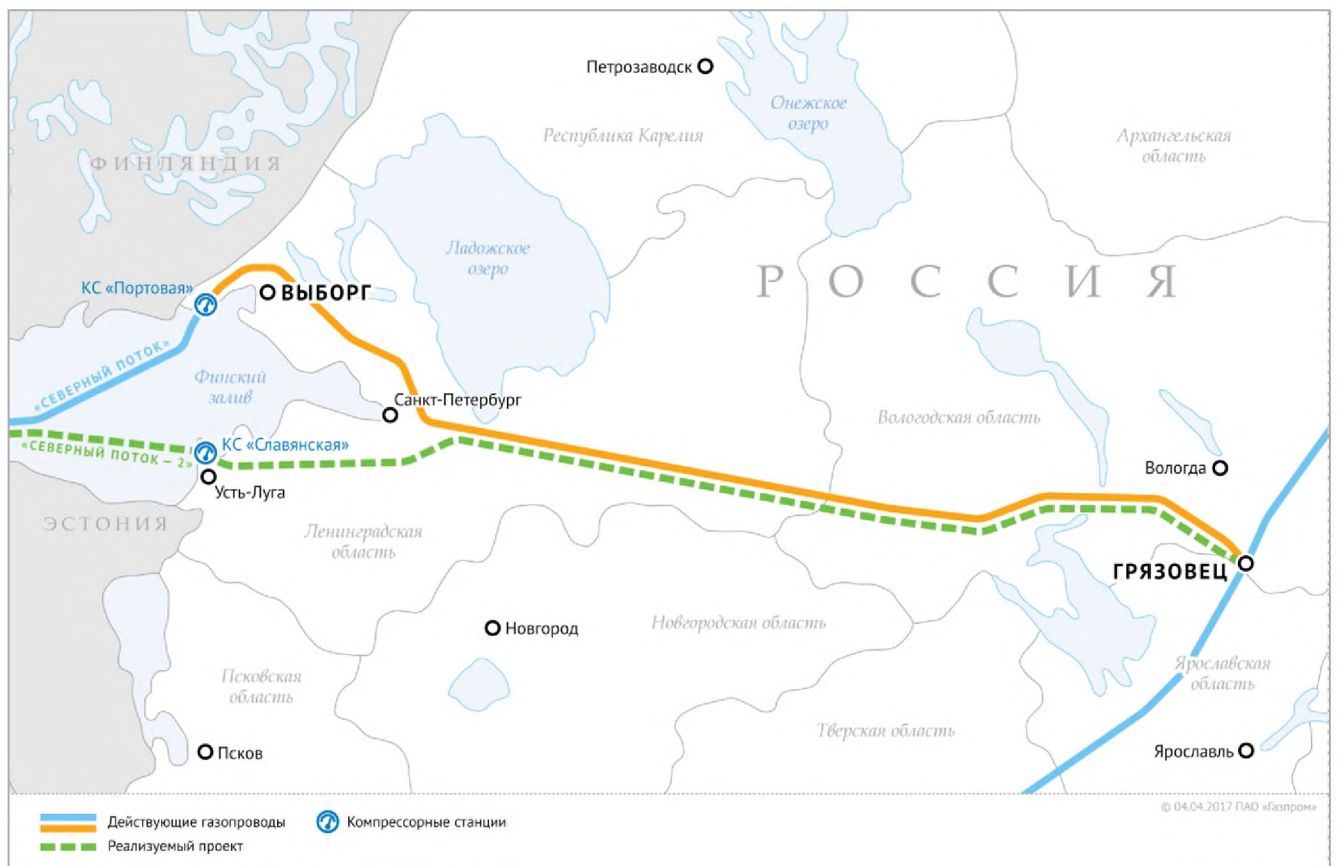 Петрозаводск
Онежское
озеро
Республика Карелия
Архангельская
область
ФИНЛЯНДИЯ
Ладожское
озеро
РОССИЯ
КС «Портовая»
ВЫБОРГ
«СЕВЕРНЫЙ ПОТОК»
Финский
залив
Санкт-Петербург
Вологодская область
КС «Славянская»
«СЕВЕРНЫЙ ПОТОК – 2»
Вологда
Усть-Луга
ЭСТОНИЯ
Ленинградская
область
ГРЯЗОВЕЦ
Новгород
Новгородская область
Псковская
область
Ярославская
область
Тверская область
Псков
Ярославль
© 04.04.2017 ПАО «Газпром»
Действующие газопроводы
Компрессорные станции
Реализуемый проект